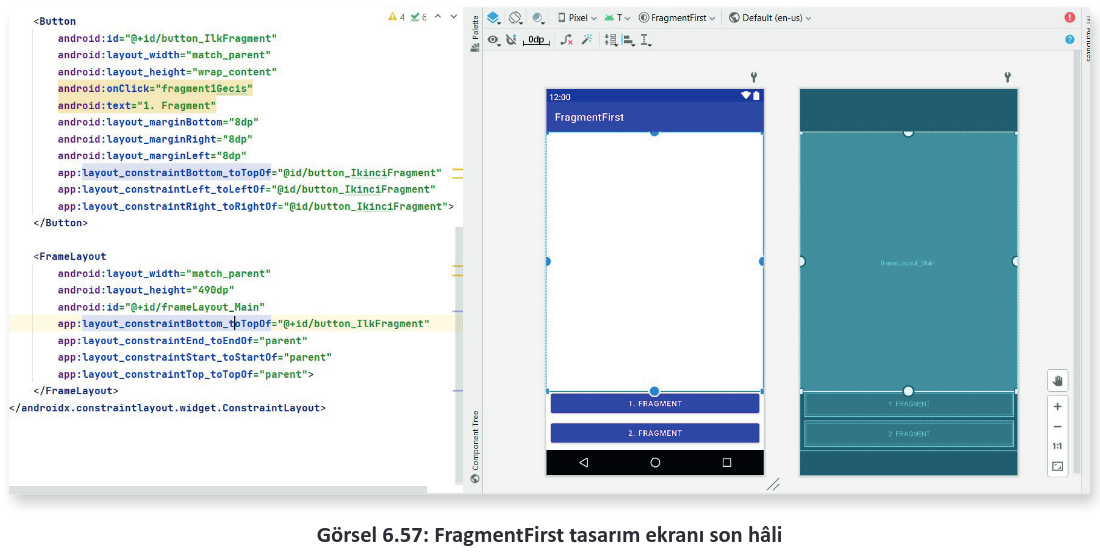 <Button
android:id="@+id/button_IlkFragment"
android:layout_width="match_parent"
android:layout_height="wrap_content"
android:onClick="fragment1Gecis"
android:text="1. Fragment"
android:layout_marginBottom="8dp"
android:layout_marginRight="8dp"
android:layout_marginLeft="8dp"
app:layout_constraintBottom_toTopOf="@id/button_IkinciFragment"
app:layout_constraintLeft_toLeftOf="@id/button_IkinciFragment"
app:layout_constraintRight_toRightOf="@id/button_IkinciFragment">
</Button>
<FrameLayout
android:layout_width="match_parent"
android:layout_height="490dp"
android:id="@+id/frameLayout_Main"
app:layout_constraintBottom_toTopOf="@+id/button_IlkFragment"
app:layout_constraintEnd_toEndOf="parent"
app:layout_constraintStart_toStartOf="parent"
app:layout_constraintTop_toTopOf="parent">
</FrameLayout>
</androidx.constraintlayout.widget.ConstraintLayout>
4 6
Palette
Component Tree
Pixel T FragmentFirst Default (en-us)
0dp
12:00
FragmentFirst
1. FRAGMENT
2. FRAGMENT
frameLayout_Main
1. FRAGMENT
2. FRAGMENT
1:1
Görsel 6.57: FragmentFirst tasarım ekranı son hâli